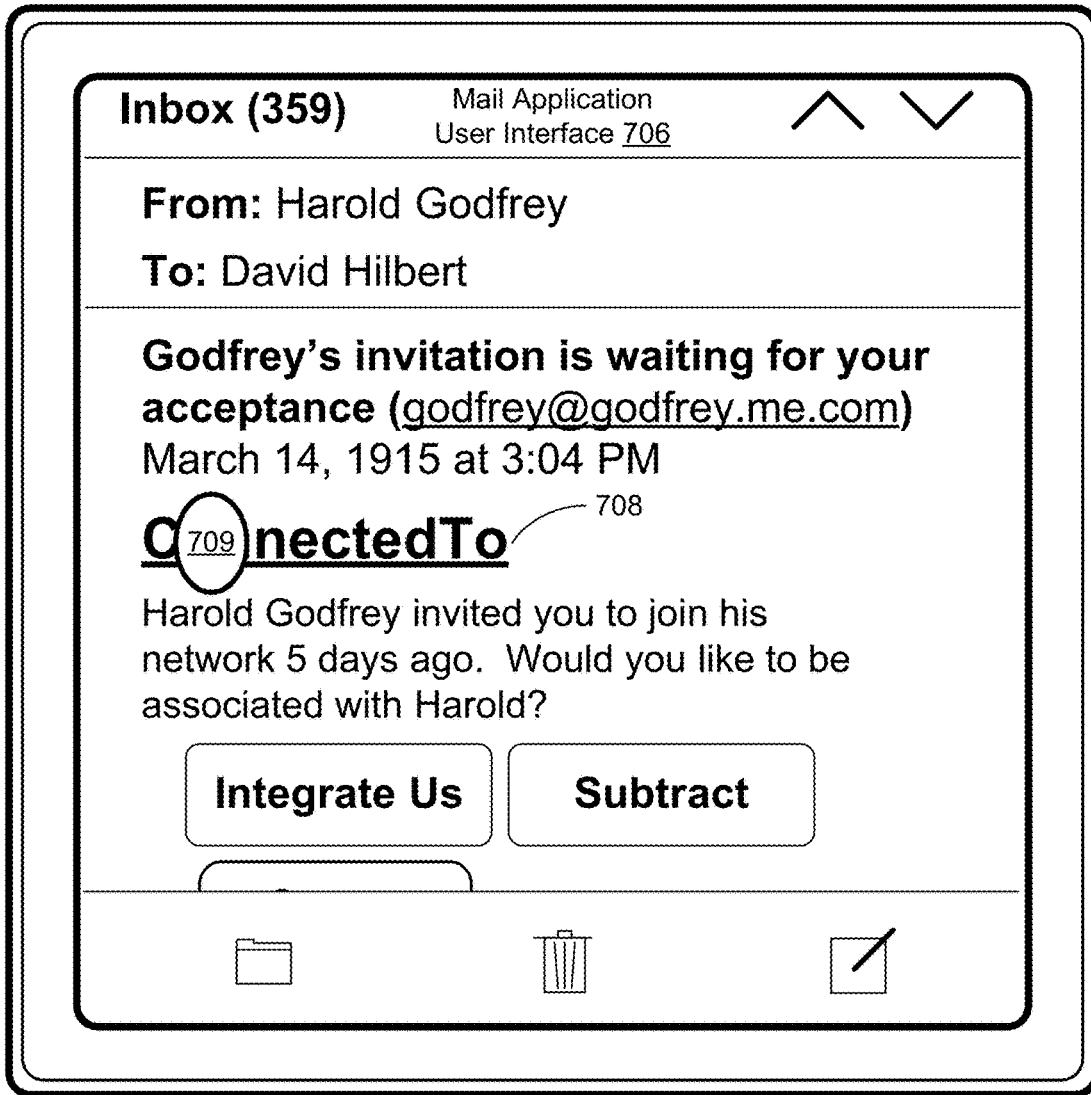 Inbox (359)
Mail Application
User Interface 706
From: Harold Godfrey
To: David Hilbert
Godfrey’s invitation is waiting for your
acceptance (godfrey@godfrey.me.com)
March 14, 1915 at 3:04 PM
708
C 709 nectedTo
Harold Godfrey invited you to join his
network 5 days ago. Would you like to be
associated with Harold?
Integrate Us
Subtract